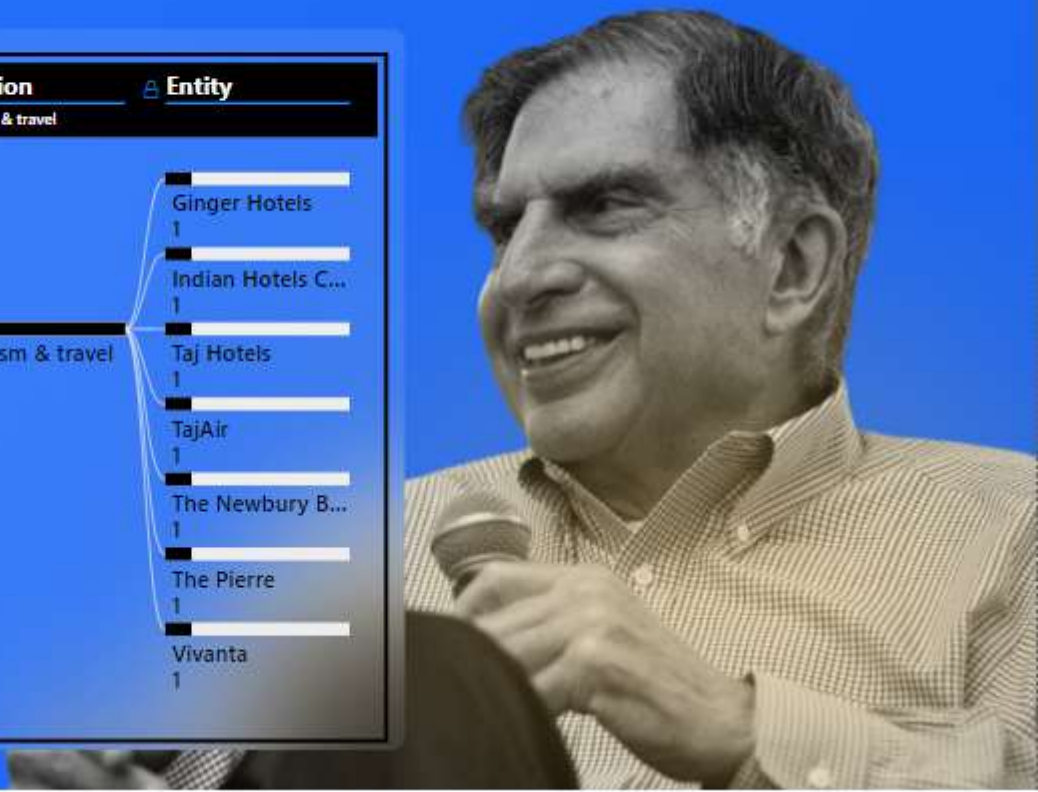 ion
Entity
& travel
Ginger Hotels
1
Indian Hotels C...
1
sm & travel
Taj Hotels
1
TajAir
1
The Newbury B...
1
The Pierre
1
Vivanta
1